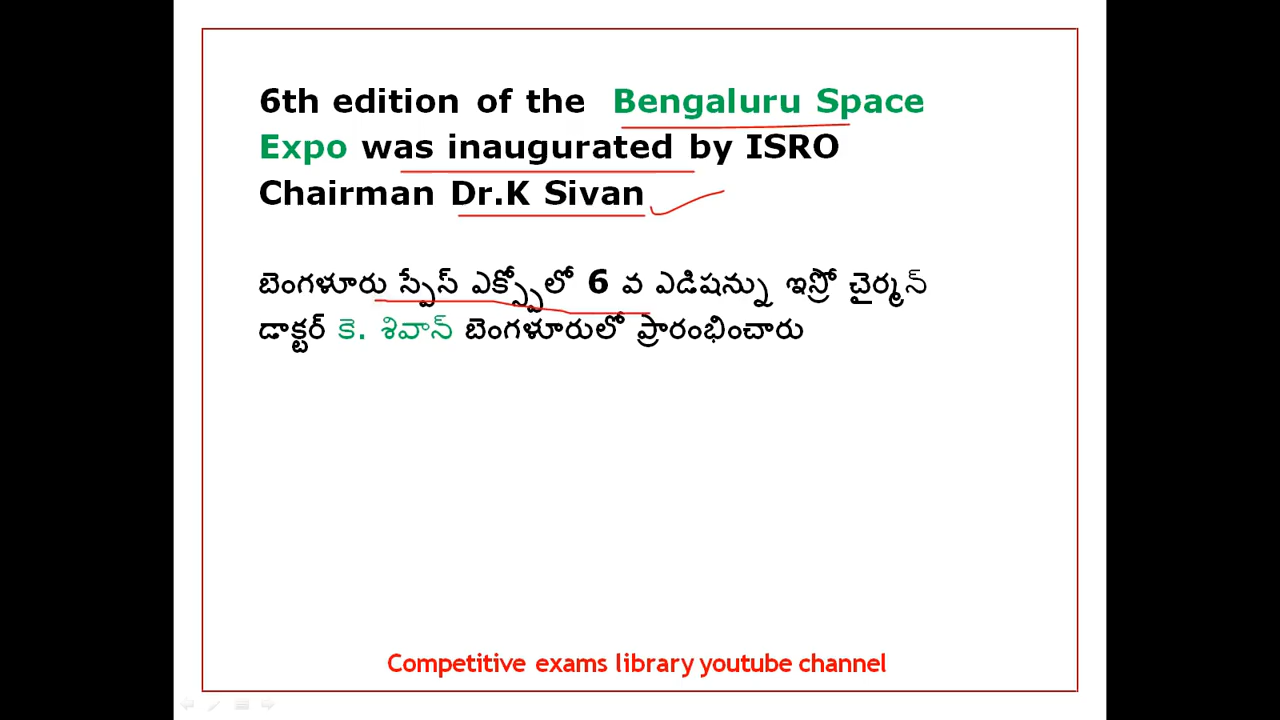 6th edition of the Bengaluru Space
Expo was inaugurated by ISRO
Chairman Dr.K Sivan
బెంగళూరు స్పేస్ ఎక్స్పోలో 6 వ ఎడిషన్ను ఇస్రో చైర్మన్
డాక్టర్ కె. శివాన్ బెంగళూరులో ప్రారంభించారు
Competitive exams library youtube channel